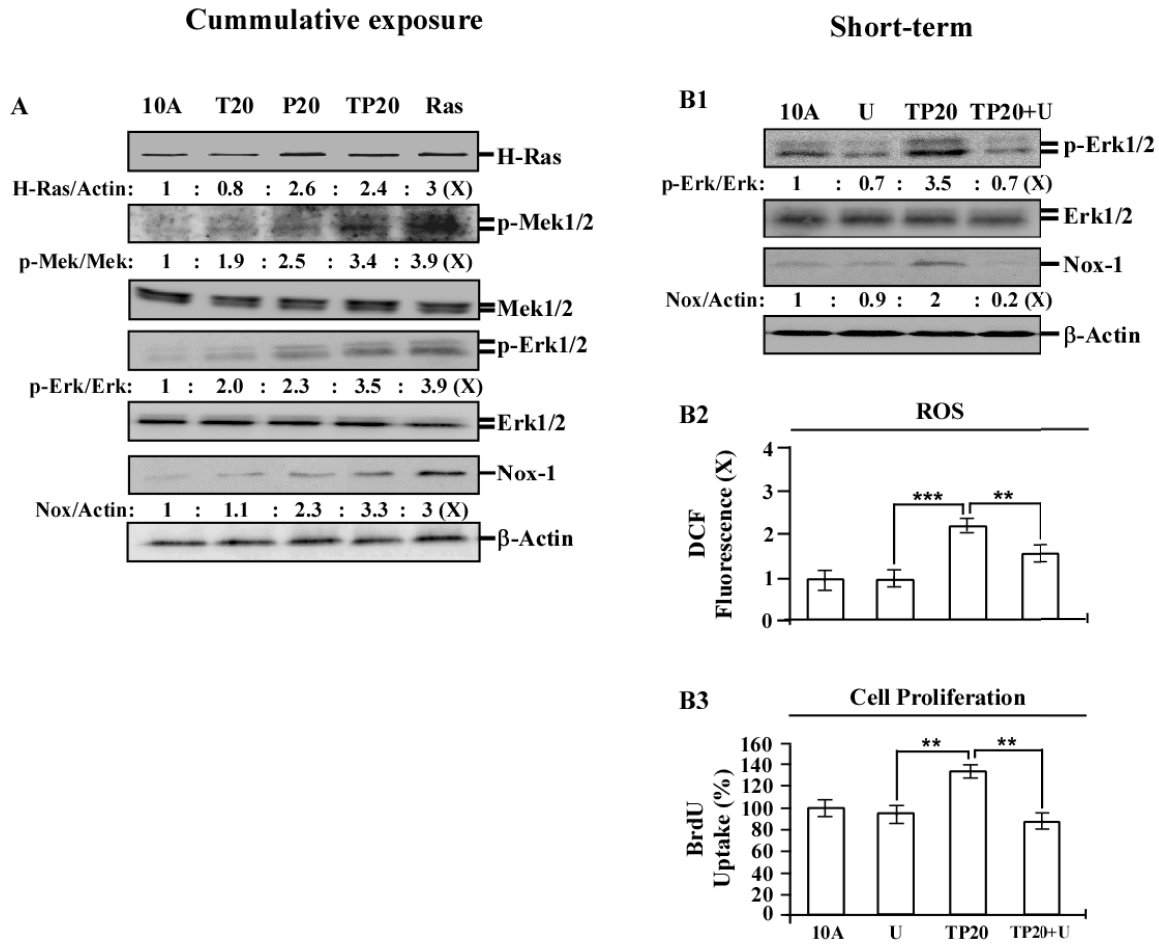 Cummulative exposure
A
10A T20 P20 TP20 Ras
H-Ras
H-Ras/Actin: 1 : 0.8 : 2.6 : 2.4 : 3 (X)
p-Mek1/2
p-Mek/Mek: 1 : 1.9 : 2.5 : 3.4 : 3.9 (X)
Mek1/2
p-Erk1/2
p-Erk/Erk: 1 : 2.0 : 2.3 : 3.5 : 3.9 (X)
Erk1/2
Nox-1
Nox/Actin: 1 : 1.1 : 2.3 : 3.3 : 3 (X)
β-Actin
Short-term
B1
10A U TP20 TP20+U
p-Erk1/2
p-Erk/Erk: 1 : 0.7 : 3.5 : 0.7 (X)
Erk1/2
Nox-1
Nox/Actin: 1 : 0.9 : 2 : 0.2 (X)
β-Actin
B2
ROS
DCF
Fluorescence (X)
4
3
2
1
0
*** **
B3
Cell Proliferation
BrdU
Uptake (%)
160
140
120
100
80
60
40
20
0
** **
10A U TP20 TP20+U